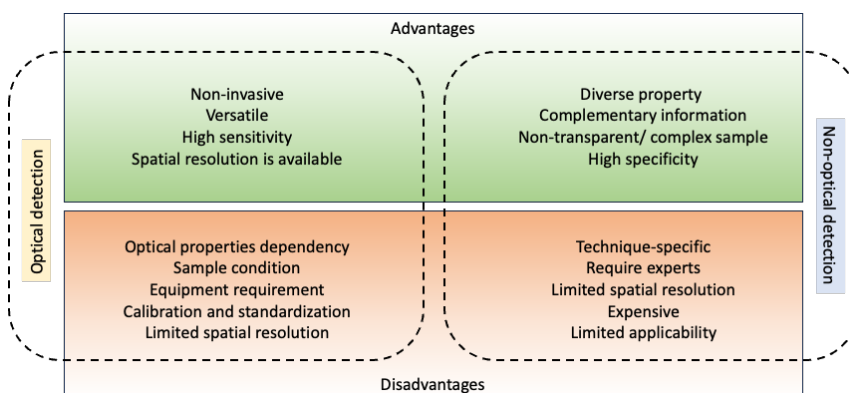 Advantages
Optical detection
Non-invasive
Versatile
High sensitivity
Spatial resolution is available
Diverse property
Complementary information
Non-transparent/ complex sample
High specificity
Non-optical detection
Optical properties dependency
Sample condition
Equipment requirement
Calibration and standardization
Limited spatial resolution
Technique-specific
Require experts
Limited spatial resolution
Expensive
Limited applicability
Disadvantages